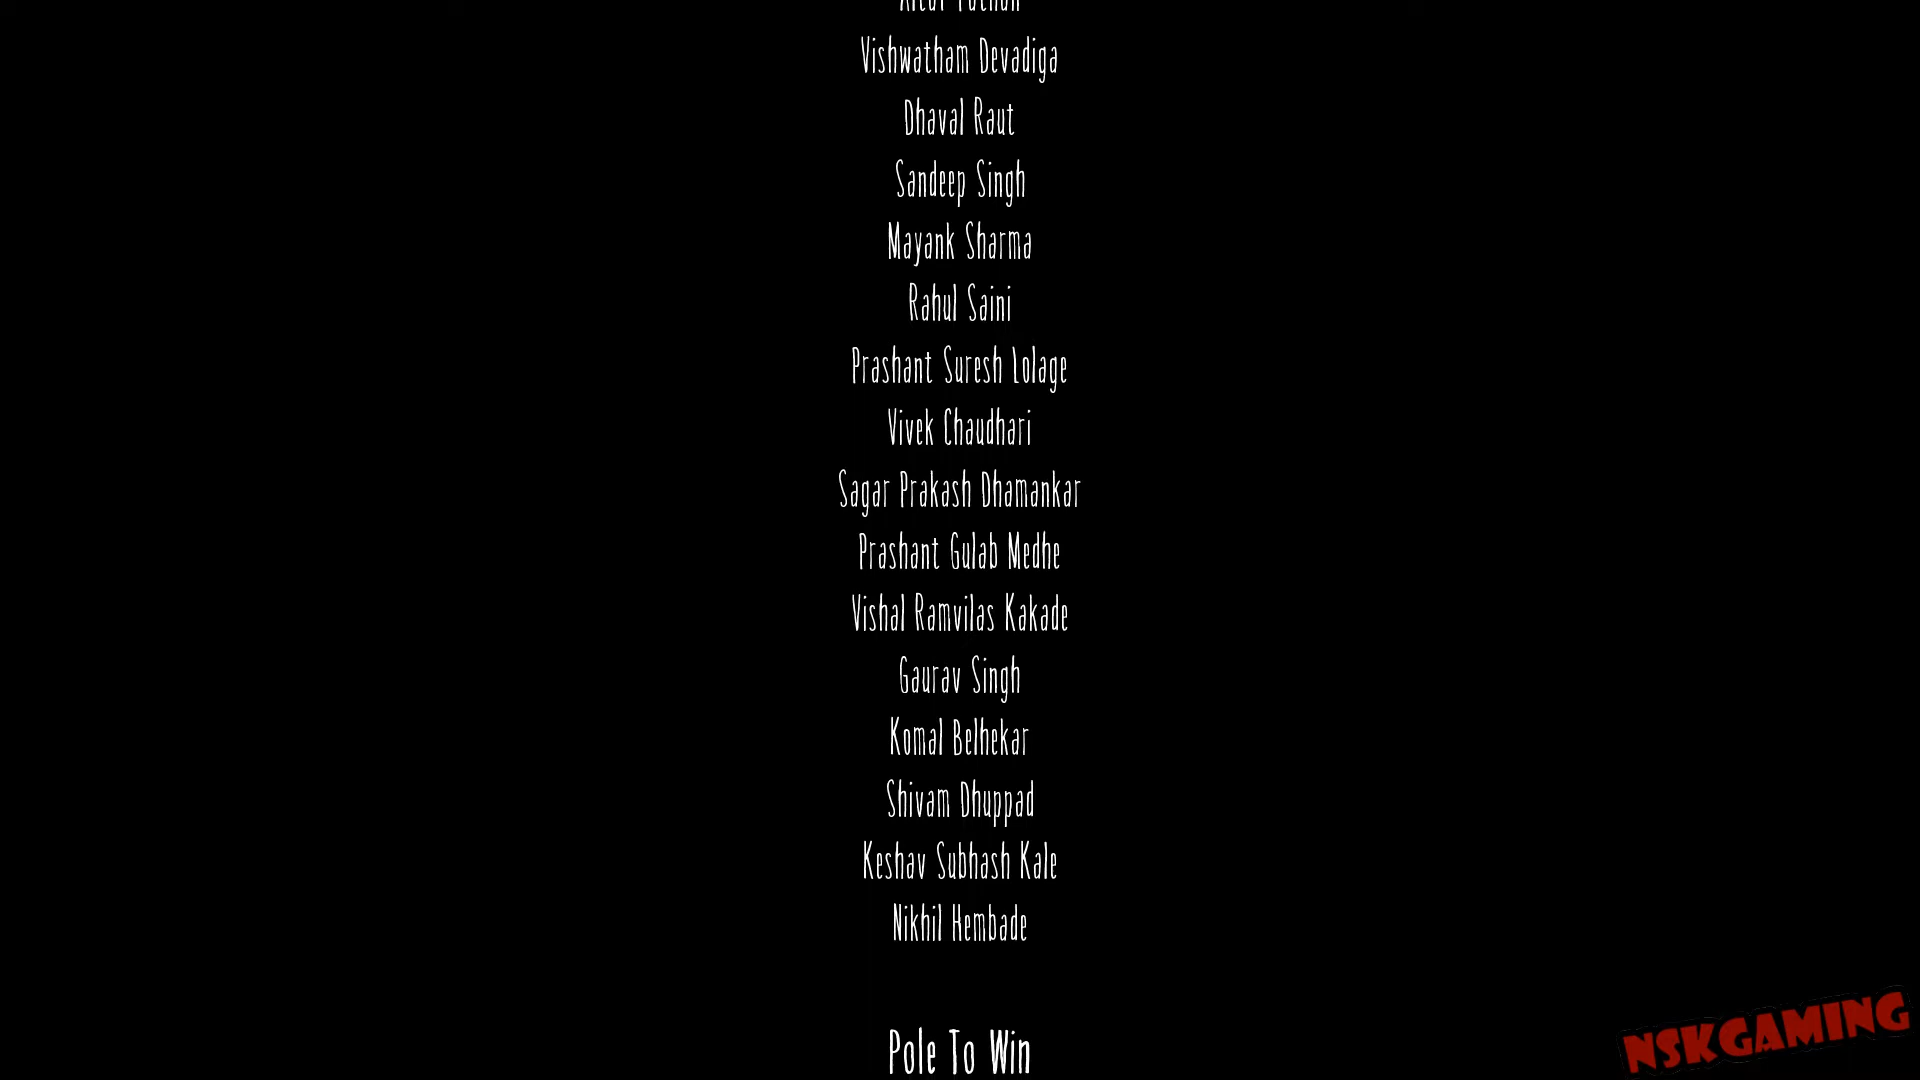 Vishwatham Devadiga
Dhaval Raut
Sandeep Singh
Mayank Sharma
Rahul Saini
Prashant Suresh Lolage
Vivek Chaudhari
Sagar Prakash Dhamankar
Prashant Gulab Medhe
Vishal Ramvilas Kakade
Gaurav Singh
Komal Belhekar
Shivam Dhuppad
Keshav Subhash Kale
Nikhil Hembade
Pole To Win
NSKGAMING